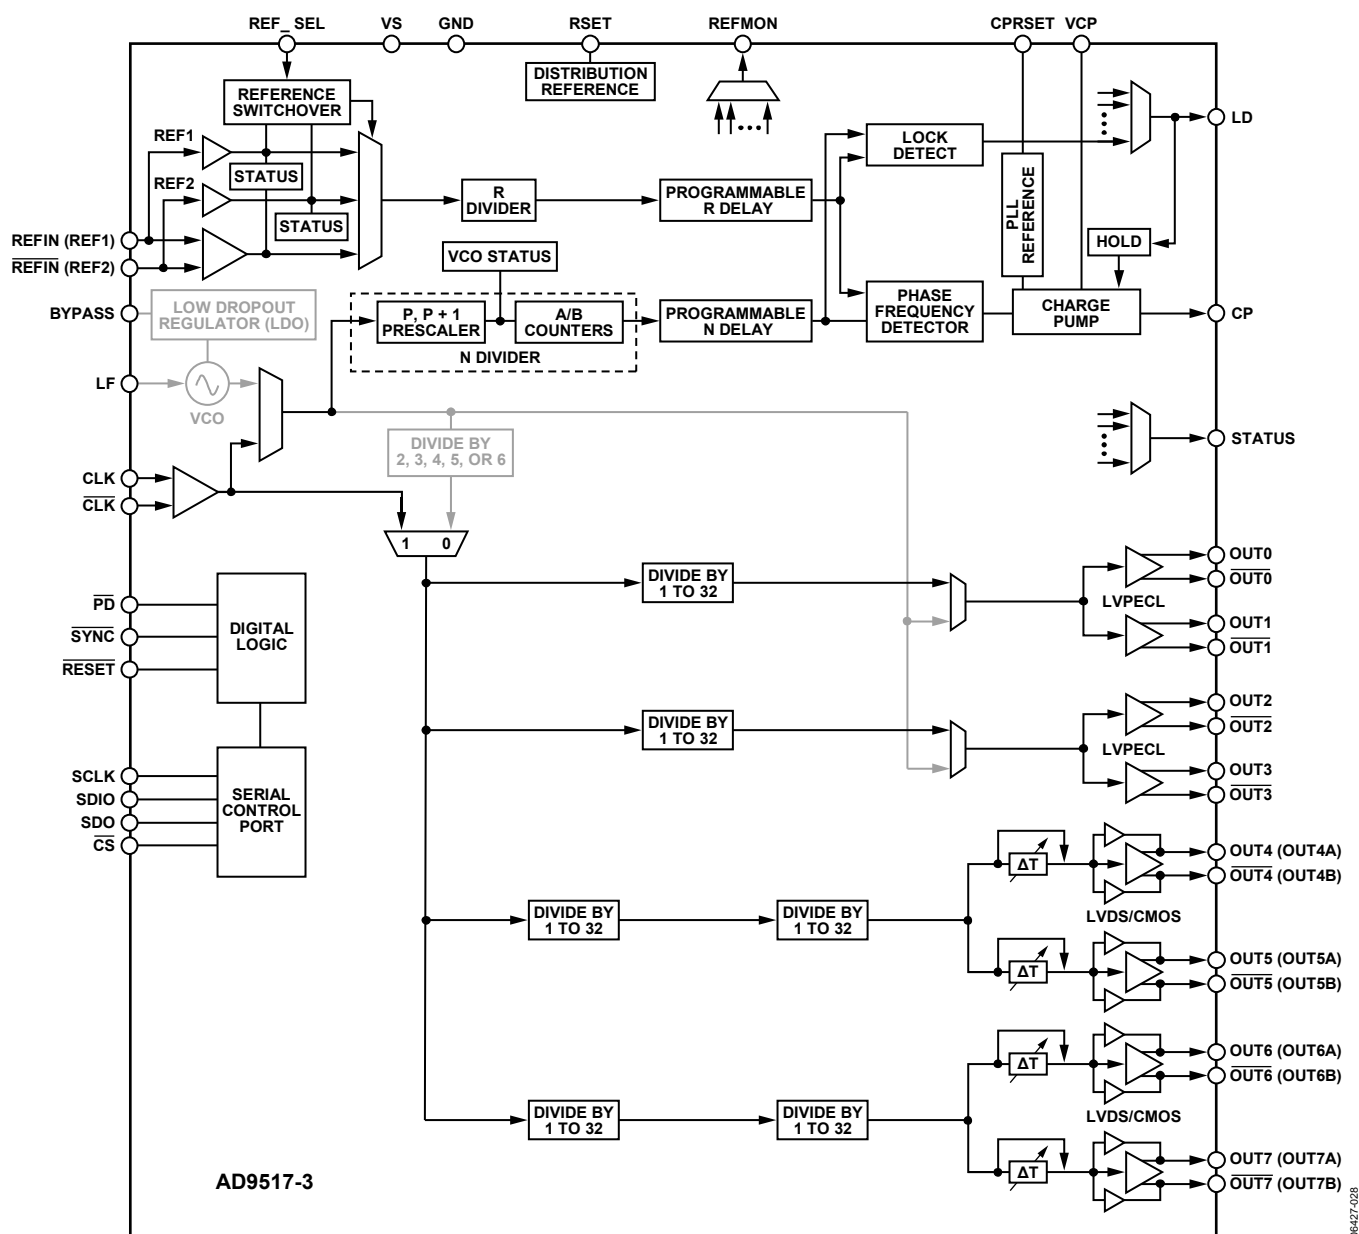 REF_ SEL VS GND RSET REFMON CPRSET VCP
DISTRIBUTION
REFERENCE
REFERENCE
SWITCHOVER
LD
REF1
LOCK
DETECT
STATUS
REF2
R
DIVIDER
PROGRAMMABLE
R DELAY
PLL
REFERENCE
STATUS
HOLD
REFIN (REF1)
REFIN (REF2)
VCO STATUS
BYPASS
LOW DROPOUT
REGULATOR (LDO)
P, P + 1
PRESCALER
A/B
COUNTERS
PROGRAMMABLE
N DELAY
PHASE
FREQUENCY
DETECTOR
CHARGE
PUMP
CP
N DIVIDER
LF
VCO
DIVIDE BY
2, 3, 4, 5, OR 6
STATUS
CLK
CLK
1 0
DIVIDE BY
1 TO 32
OUT0
OUT0
LVPECL
OUT1
OUT1
PD
SYNC
RESET
DIGITAL
LOGIC
DIVIDE BY
1 TO 32
OUT2
OUT2
LVPECL
OUT3
OUT3
SCLK
SDIO
SDO
CS
SERIAL
CONTROL
PORT
ΔT
OUT4 (OUT4A)
OUT4 (OUT4B)
DIVIDE BY
1 TO 32
DIVIDE BY
1 TO 32
LVDS/CMOS
ΔT
OUT5 (OUT5A)
OUT5 (OUT5B)
ΔT
OUT6 (OUT6A)
OUT6 (OUT6B)
DIVIDE BY
1 TO 32
DIVIDE BY
1 TO 32
LVDS/CMOS
ΔT
OUT7 (OUT7A)
OUT7 (OUT7B)
AD9517-3
06427-028